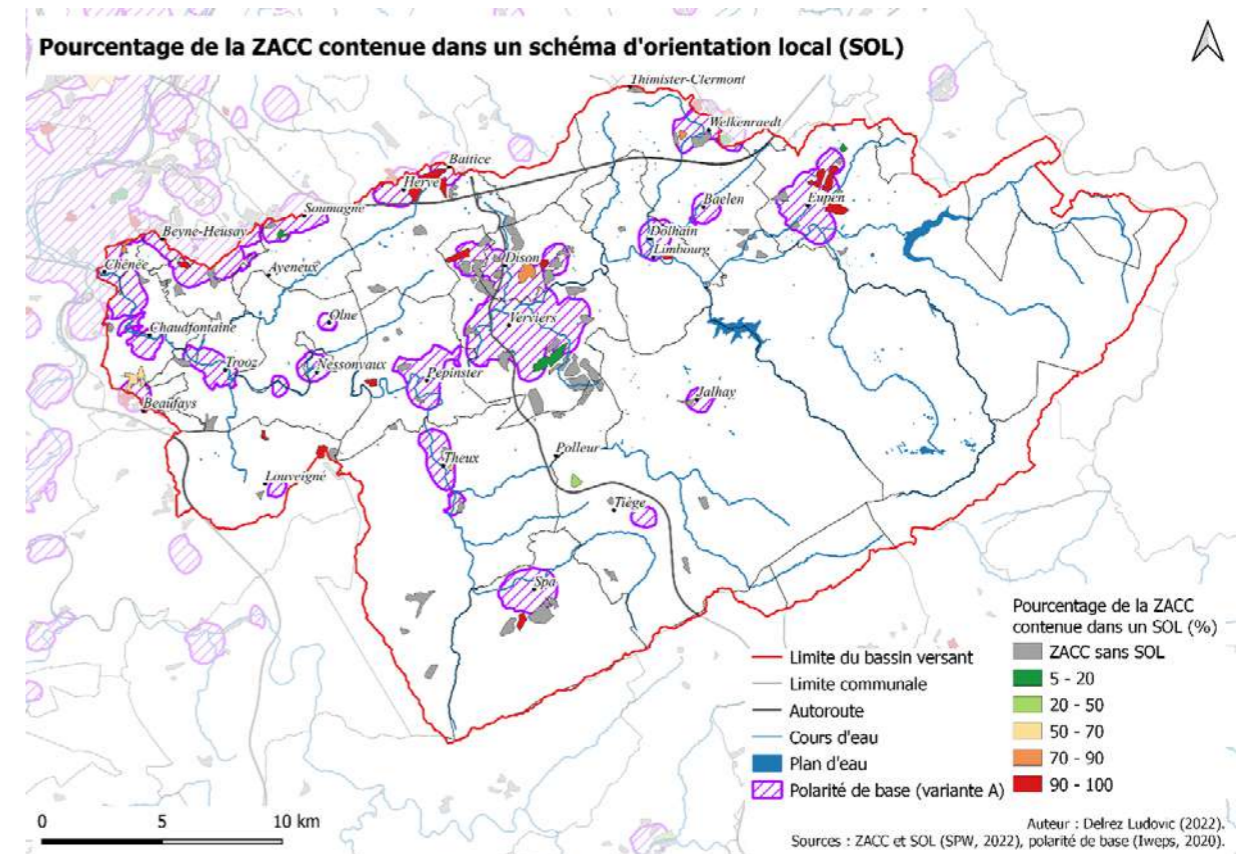 Pourcentage de la ZACC contenue dans un schéma d'orientation local (SOL)
Thimister-Clermont
Welkenraedt
Battice
Herve
Soumagne
Baelen
Eupen
Beyne-Heusay
Dolhain
Limbourg
Chênée
Ayeneux
Dison
Olne
Verviers
Chaudfontaine
Trooz
Nessonvaux
Pepinster
Jalhay
Beaufays
Polleur
Theux
Louveigné
Tiège
Spa
Limite du bassin versant
Limite communale
Autoroute
Cours d'eau
Plan d'eau
Polarité de base (variante A)
Pourcentage de la ZACC
contenue dans un SOL (%)
ZACC sans SOL
5 - 20
20 - 50
50 - 70
70 - 90
90 - 100
0 5 10 km
Auteur : Delrez Ludovic (2022).
Sources : ZACC et SOL (SPW, 2022), polarité de base (Iweps, 2020).